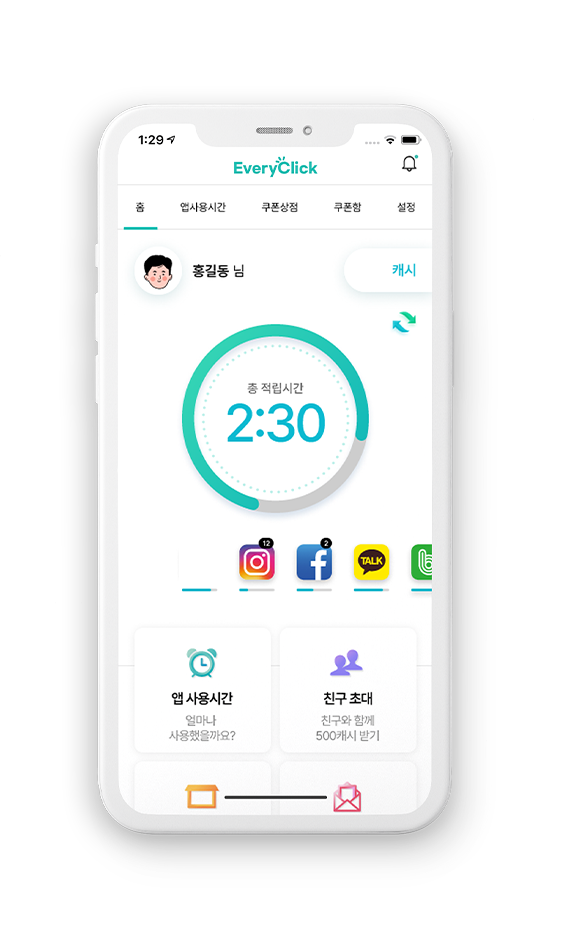 1:29
EveryClick
홈 앱사용시간 쿠폰상점 쿠폰함 설정
홍길동 님
캐시
총 적립시간
2:30
12 2
TALK
앱 사용시간 친구 초대
얼마나 친구와 함께
사용했을까요? 500캐시 받기